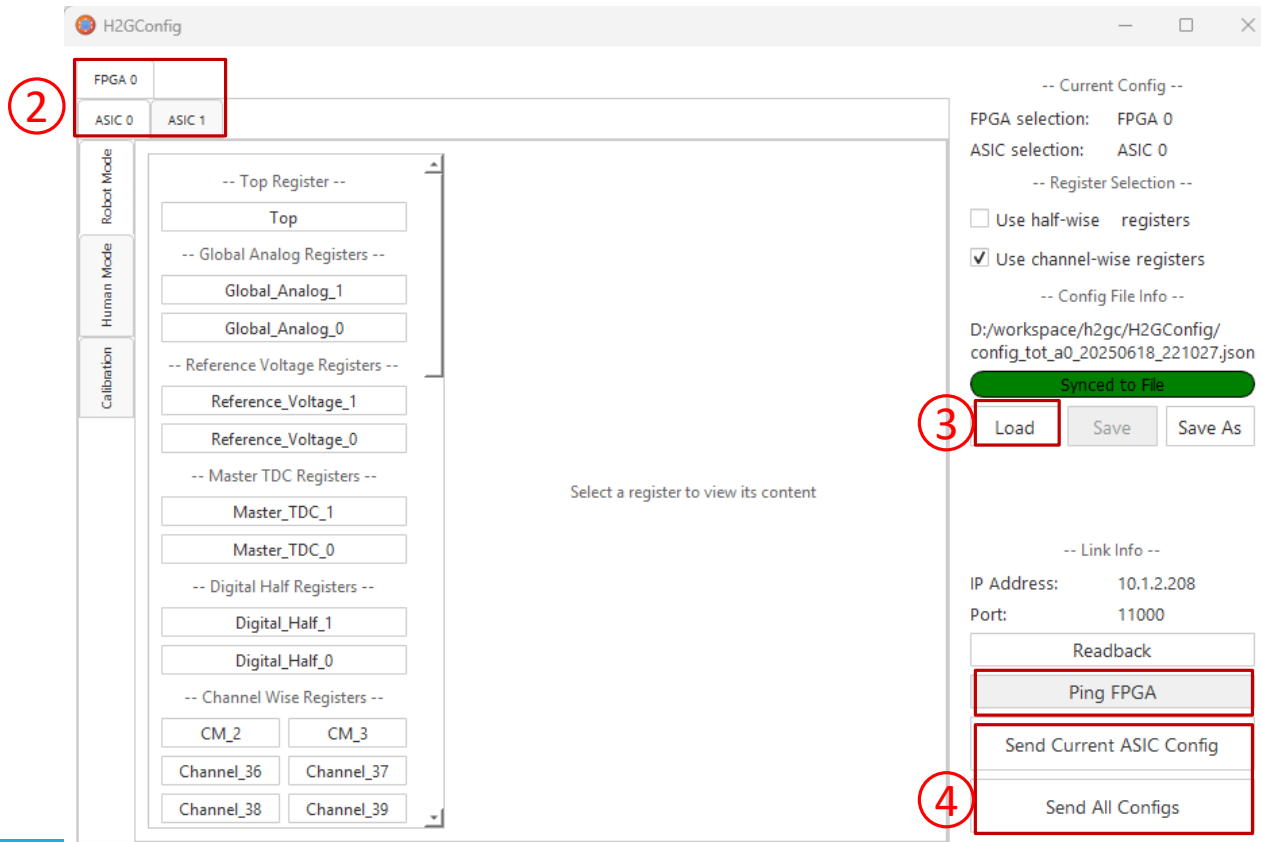 H2GConfig
②
FPGA 0
ASIC 0
ASIC 1
Robot Mode
Human Mode
Calibration
-- Top Register --
Top
-- Global Analog Registers --
Global_Analog_1
Global_Analog_0
-- Reference Voltage Registers --
Reference_Voltage_1
Reference_Voltage_0
-- Master TDC Registers --
Master_TDC_1
Master_TDC_0
-- Digital Half Registers --
Digital_Half_1
Digital_Half_0
-- Channel Wise Registers --
CM_2 CM_3
Channel_36 Channel_37
Channel_38 Channel_39
Select a register to view its content
-- Current Config --
FPGA selection: FPGA 0
ASIC selection: ASIC 0
-- Register Selection --
Use half-wise registers
Use channel-wise registers
-- Config File Info --
D:/workspace/h2gc/H2GConfig/
config_tot_a0_20250618_221027.json
Synced to File
③
Load Save Save As
-- Link Info --
IP Address: 10.1.2.208
Port: 11000
Readback
Ping FPGA
Send Current ASIC Config
④
Send All Configs